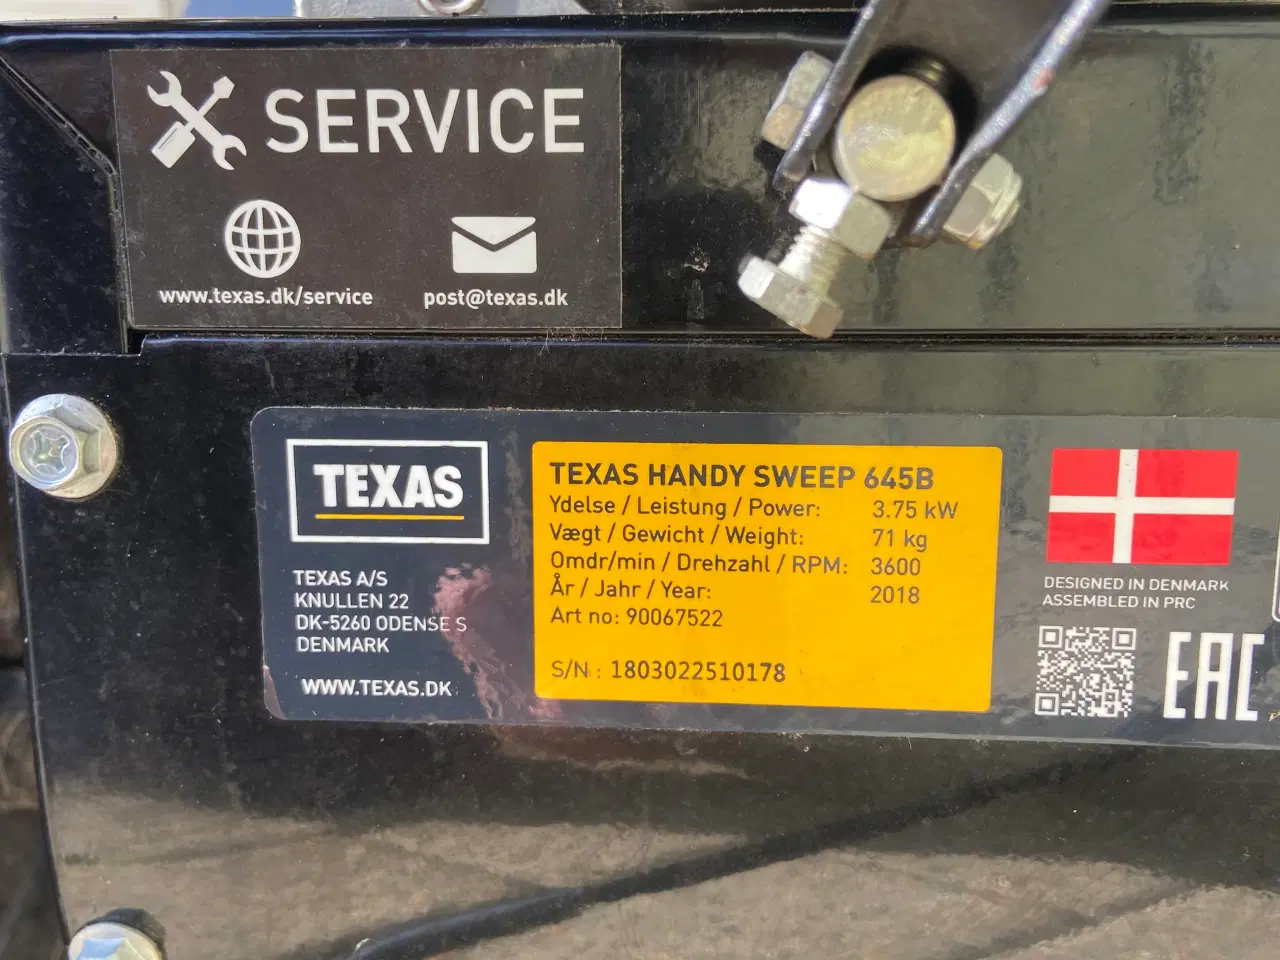 SERVICE
www.texas.dk/service
post@texas.dk
TEXAS
TEXAS A/S
KNULLEN 22
DK-5260 ODENSE S
DENMARK
WWW.TEXAS.DK
TEXAS HANDY SWEEP 645B
Ydelse / Leistung / Power: 3.75 kW
Vægt / Gewicht / Weight: 71 kg
Omdr/min / Drehzahl / RPM: 3600
År / Jahr / Year: 2018
Art no: 90067522
S/N : 1803022510178
DESIGNED IN DENMARK
ASSEMBLED IN PRC
EAC